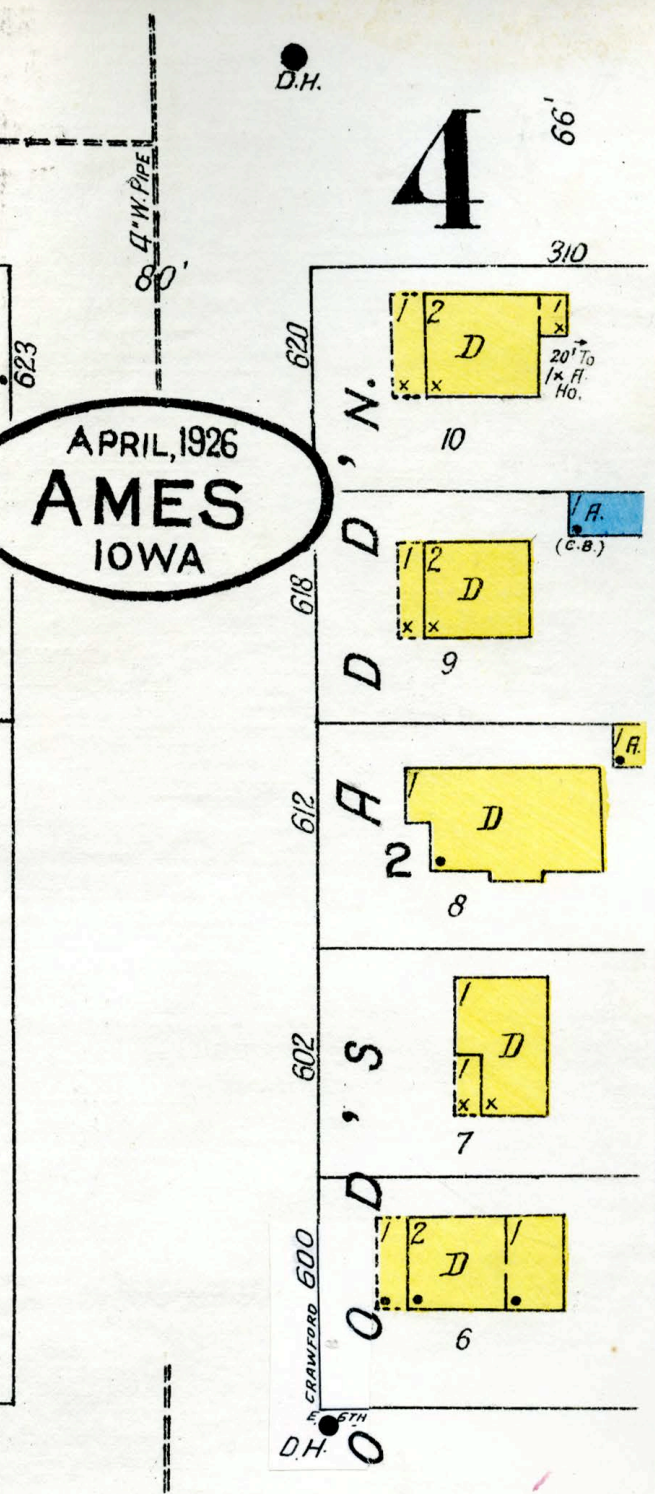 D.H.
4
66'
4" W. PIPE
80'
310
623
620
1 2 D 1
x x x
20' To
1x A.
Ho.
10
APRIL, 1926
AMES
IOWA
618
1 A.
(C.B.)
1 2 D
x x
9
1 A.
612
1 D
2
8
602
1 D
1
x x
7
CRAWFORD 600
1 2 D 1
6
E. 6TH
D.H.
O O D ' S A D D ' N.